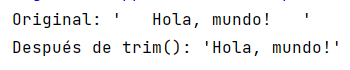 Original: '   Hola, mundo!   '
Después de trim(): 'Hola, mundo!'